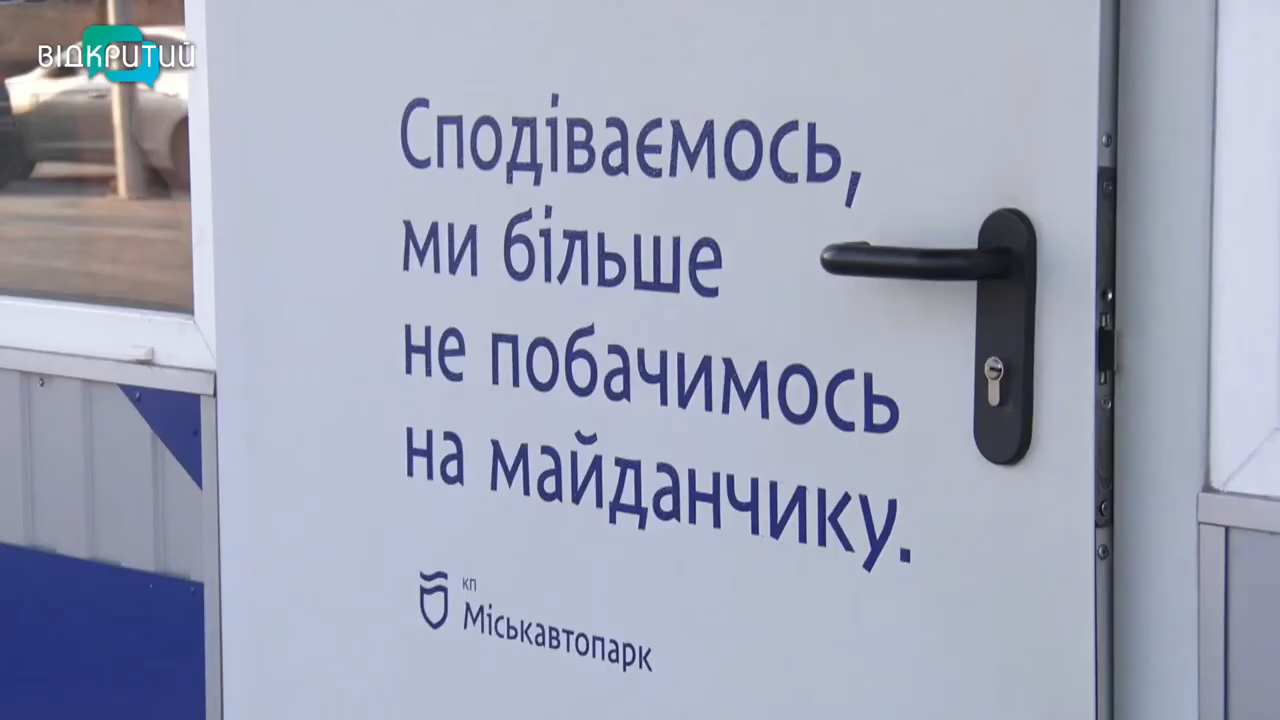 ВІДКРИТИЙ
Сподіваємось,
ми більше
не побачимось
на майданчику.
КП
Міськавтопарк